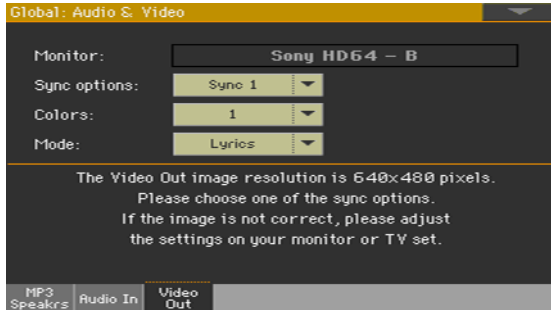 Global: Audio & Video
Monitor: Sony HD64 - B
Sync options: Sync 1
Colors: 1
Mode: Lyrics
The Video Out image resolution is 640x480 pixels.
Please choose one of the sync options.
If the image is not correct, please adjust
the settings on your monitor or TV set.
MP3 Speakrs Audio In Video Out